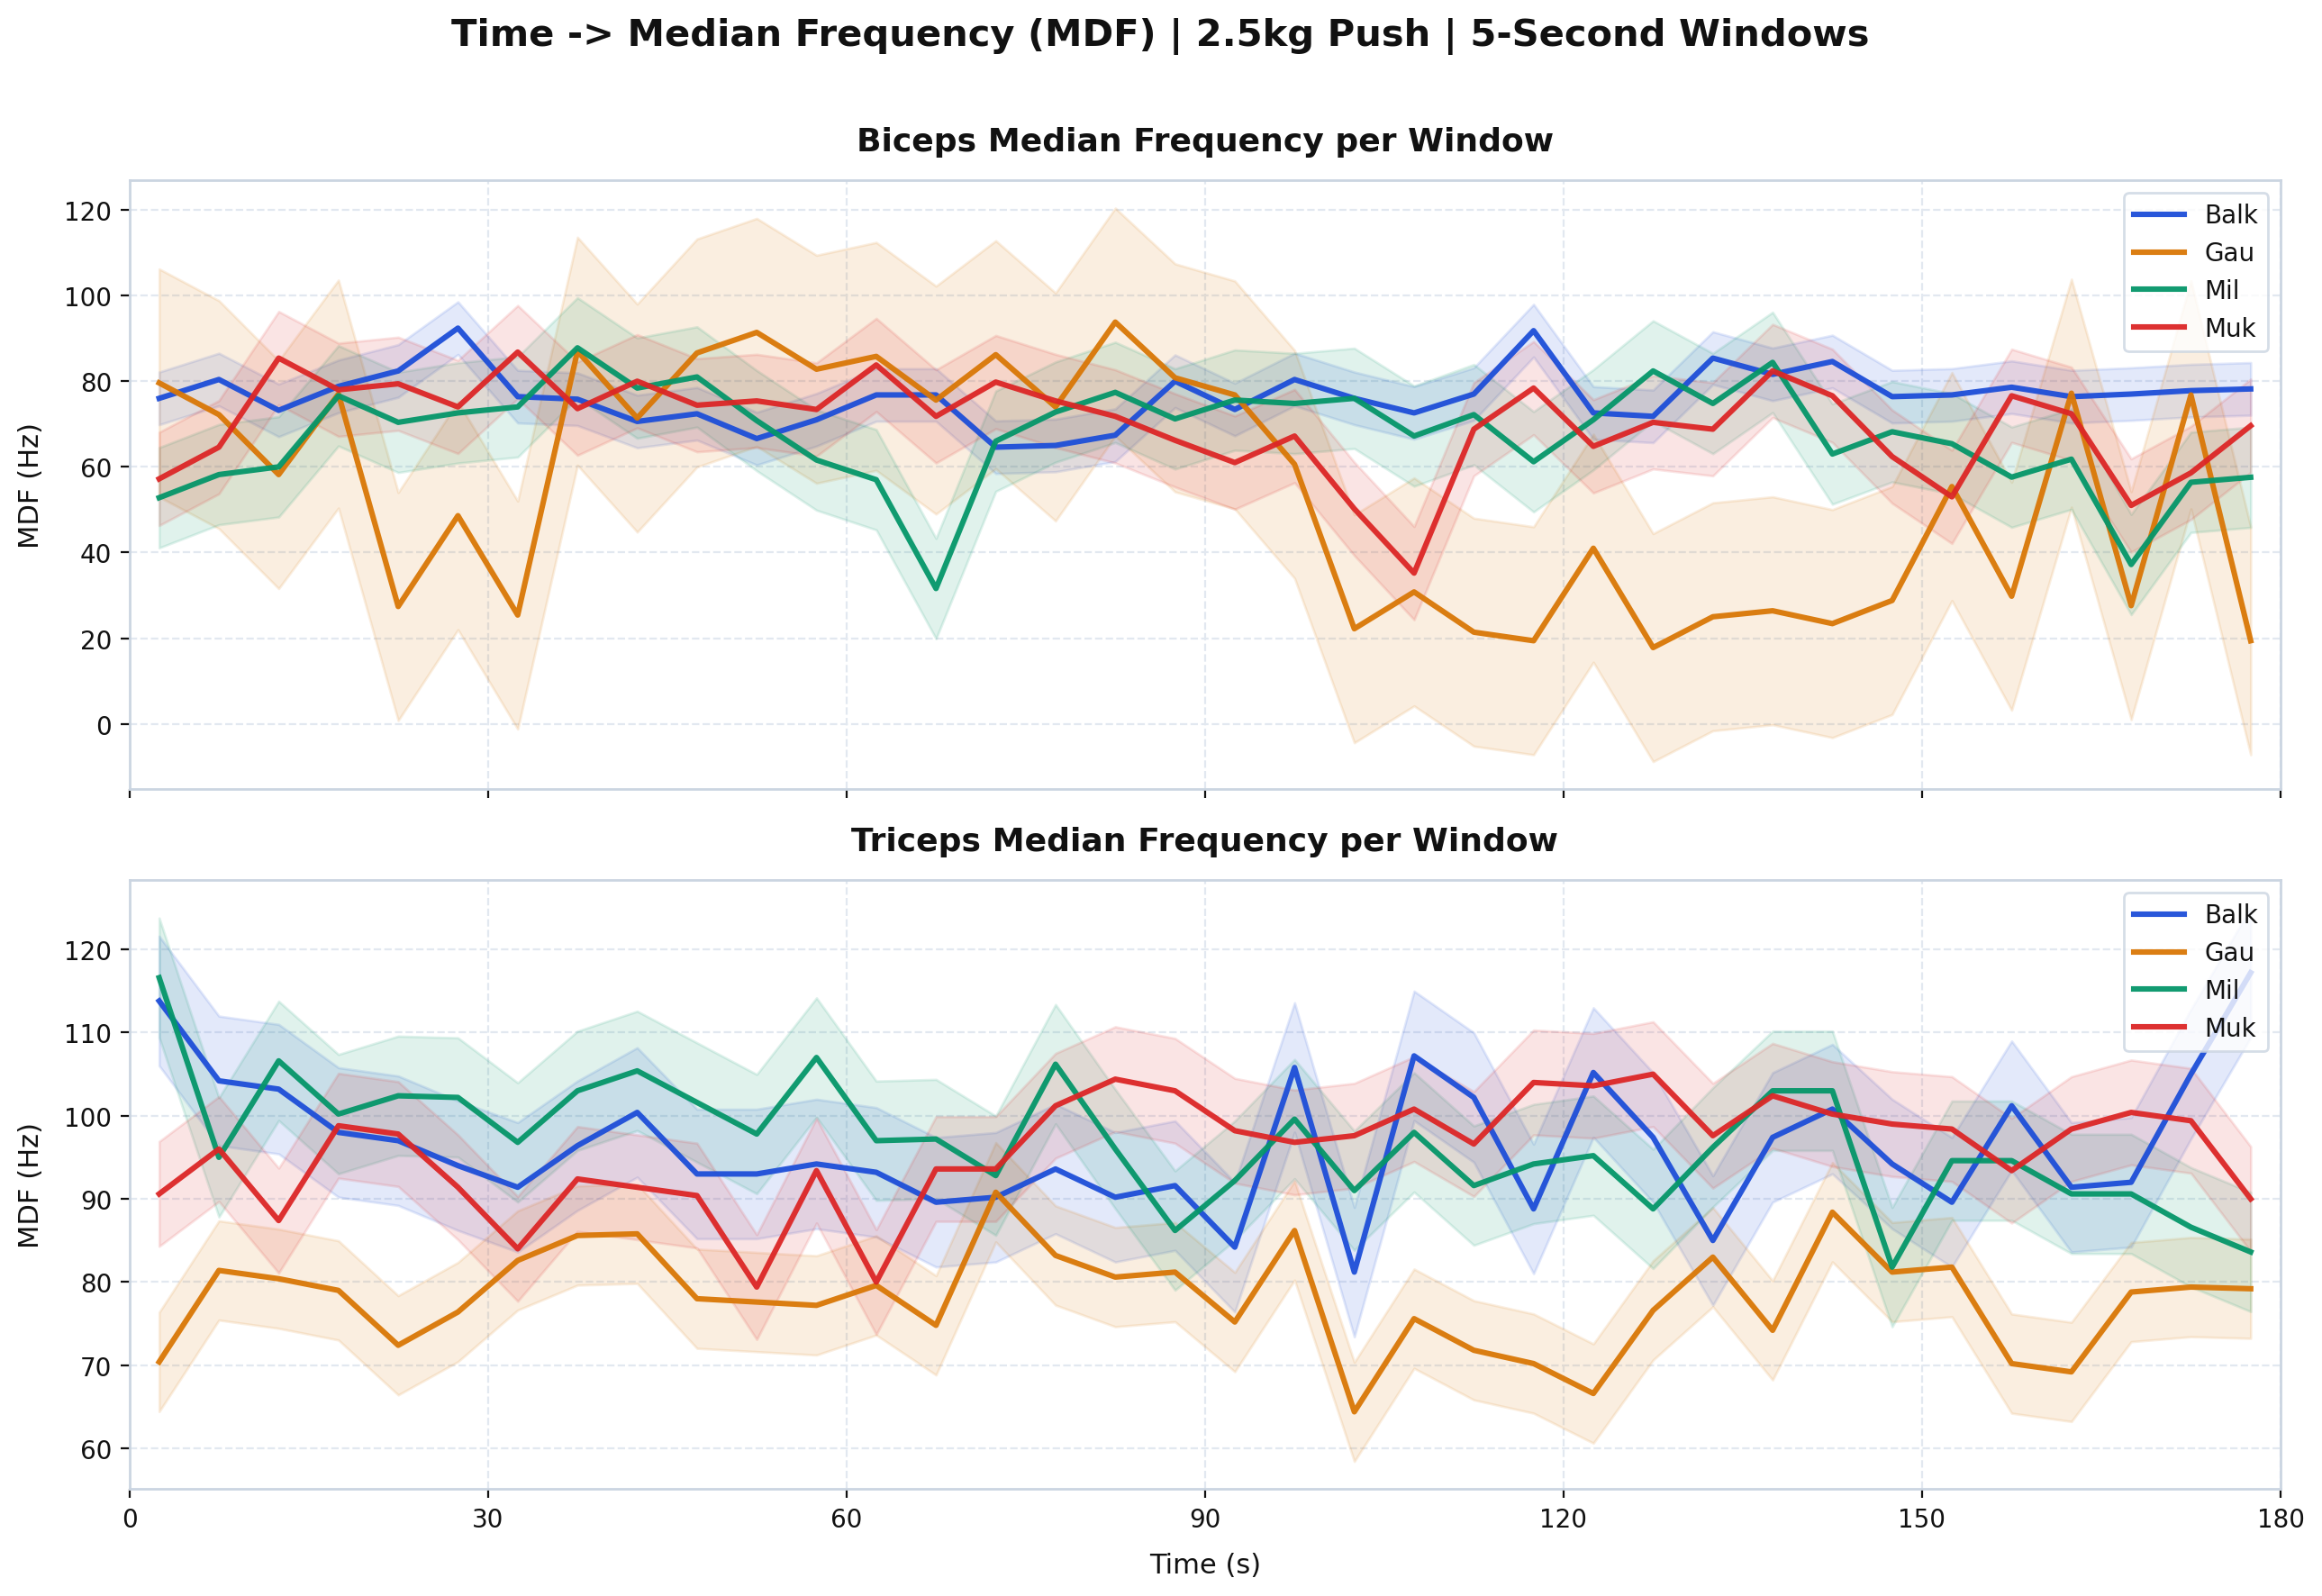 Time -> Median Frequency (MDF) | 2.5kg Push | 5-Second Windows
Biceps Median Frequency per Window
MDF (Hz)
120
100
80
60
40
20
0
Balk
Gau
Mil
Muk
Triceps Median Frequency per Window
MDF (Hz)
120
110
100
90
80
70
60
Balk
Gau
Mil
Muk
0
30
60
90
120
150
180
Time (s)